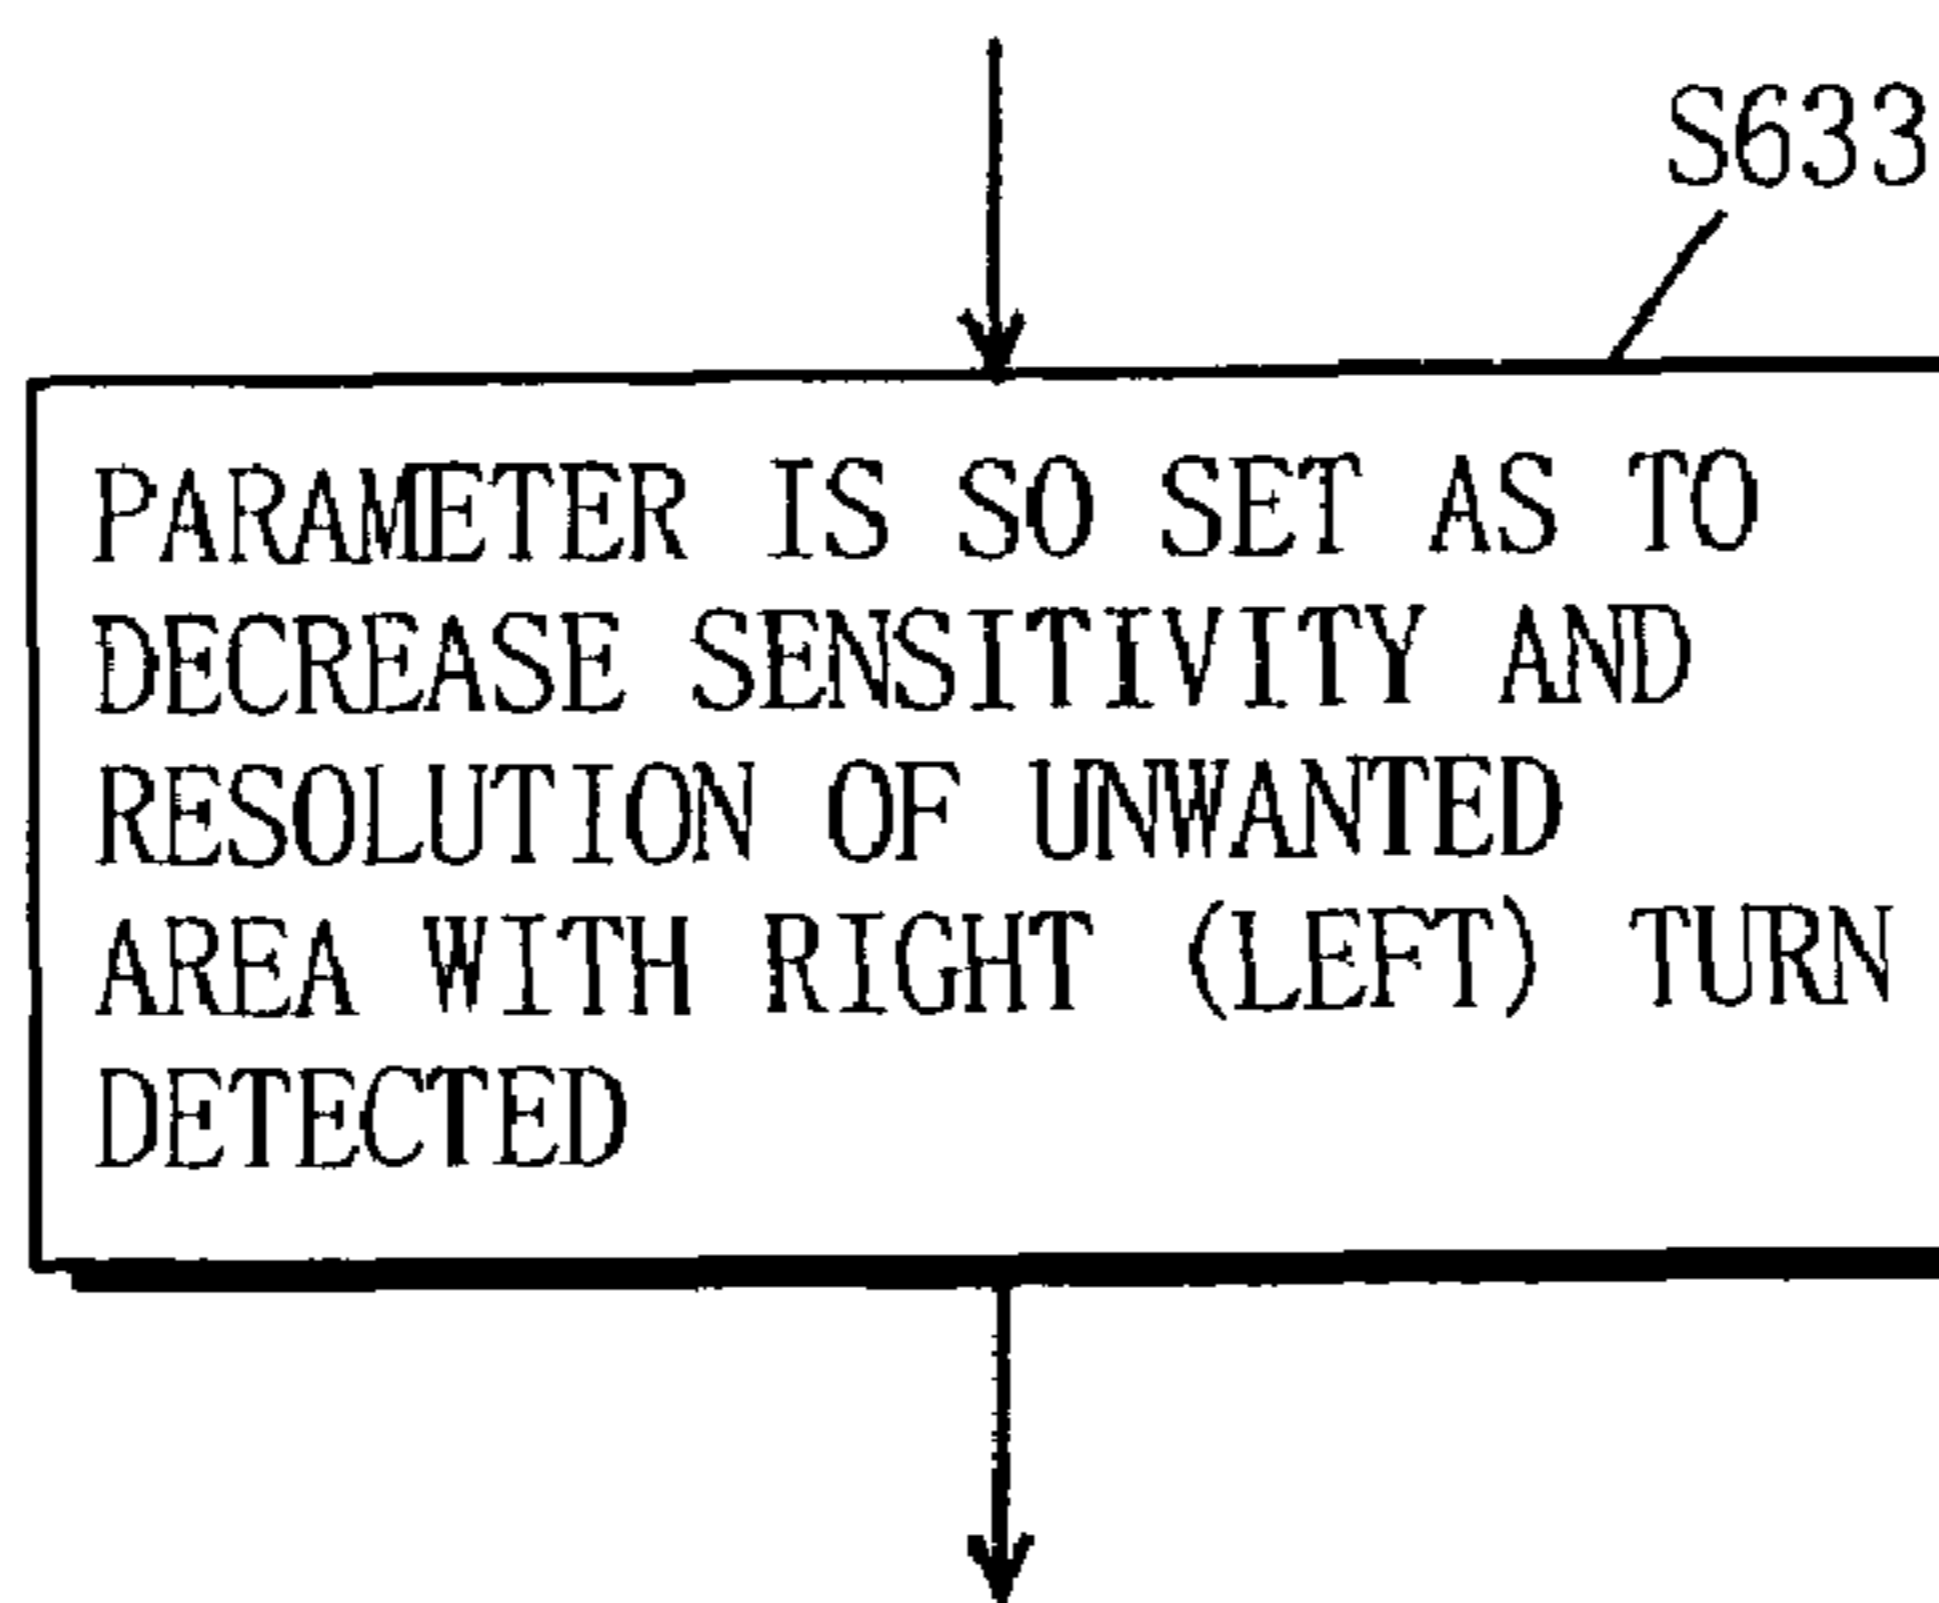 S633
PARAMETER IS SO SET AS TO
DECREASE SENSITIVITY AND
RESOLUTION OF UNWANTED
AREA WITH RIGHT (LEFT) TURN
DETECTED